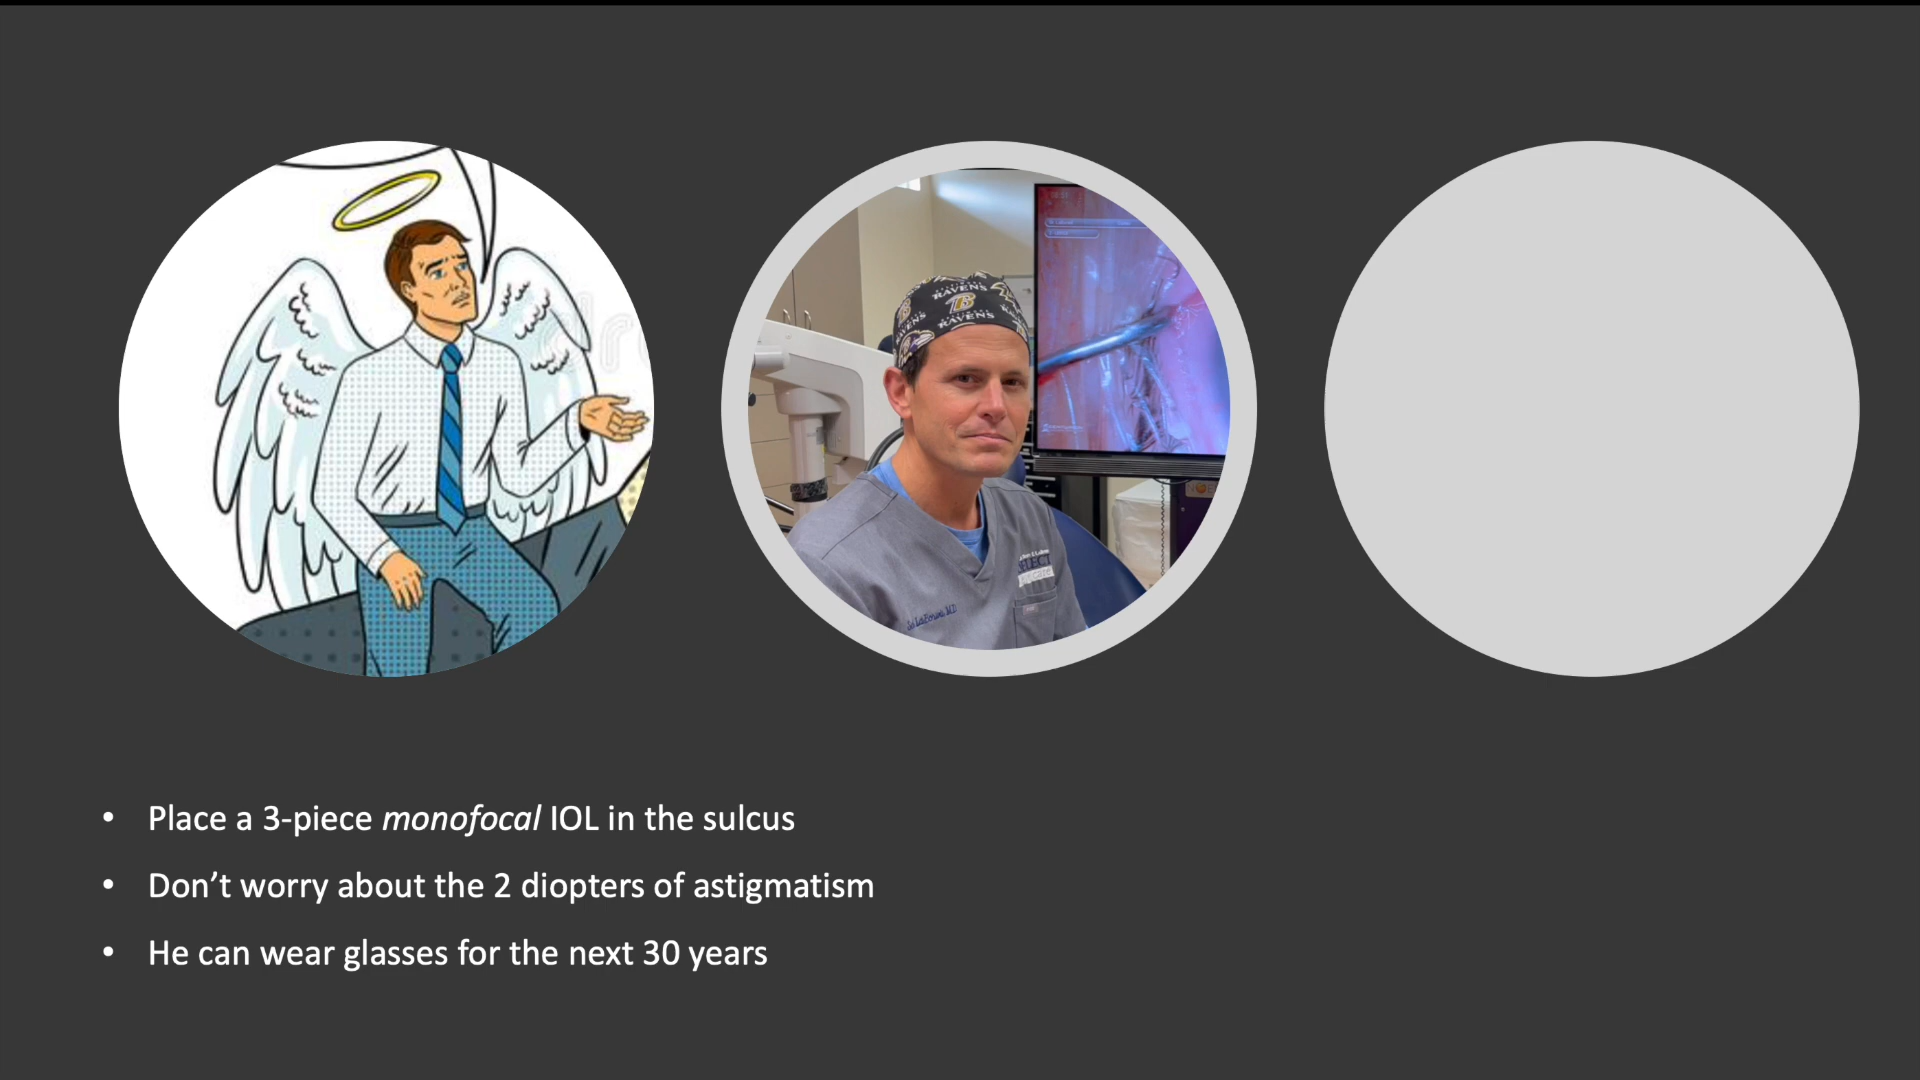 RAVENS
B
RAVENS
• Place a 3-piece monofocal IOL in the sulcus
• Don’t worry about the 2 diopters of astigmatism
• He can wear glasses for the next 30 years